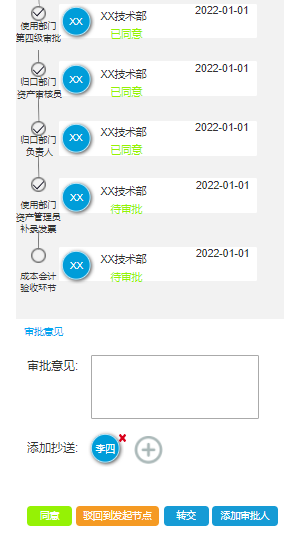 使用部门
第四级审批
XX
XX技术部
2022-01-01
已同意
归口部门
资产审核员
XX
XX技术部
2022-01-01
已同意
归口部门
负责人
XX
XX技术部
2022-01-01
已同意
使用部门
资产管理员
补录发票
XX
XX技术部
2022-01-01
待审批
成本会计
验收环节
XX
XX技术部
2022-01-01
待审批
审批意见
审批意见:
添加抄送:
李四
同意
驳回到发起节点
转交
添加审批人